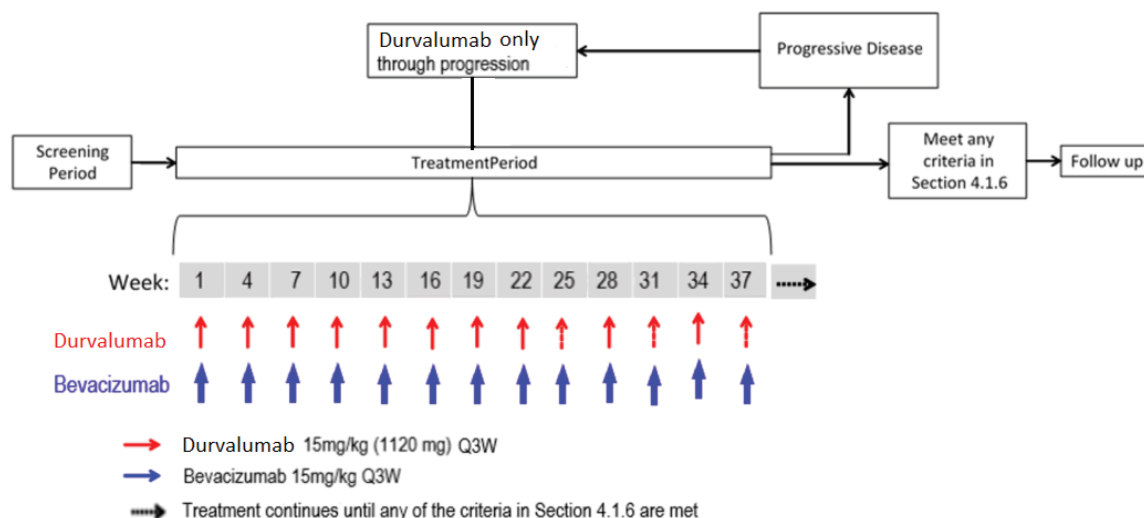 Durvalumab only
through progression
Progressive Disease
Screening
Period
TreatmentPeriod
Meet any
criteria in
Section 4.1.6
Follow up
Week: 1 4 7 10 13 16 19 22 25 28 31 34 37
Durvalumab
Bevacizumab
Durvalumab 15mg/kg (1120 mg) Q3W
Bevacizumab 15mg/kg Q3W
Treatment continues until any of the criteria in Section 4.1.6 are met